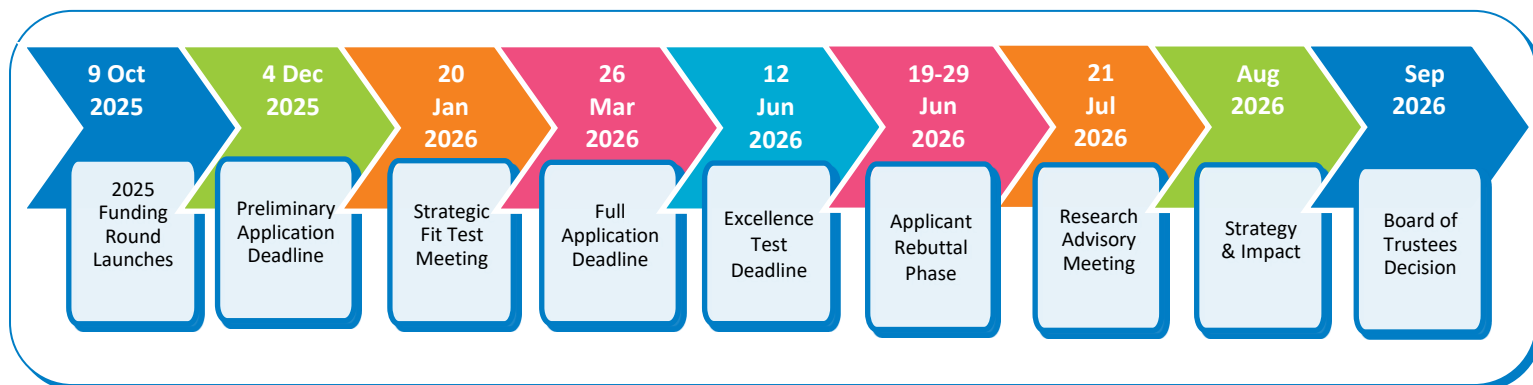 9 Oct
2025
4 Dec
2025
20
Jan
2026
26
Mar
2026
12
Jun
2026
19-29
Jun
2026
21
Jul
2026
Aug
2026
Sep
2026
2025
Funding
Round
Launches
Preliminary
Application
Deadline
Strategic
Fit Test
Meeting
Full
Application
Deadline
Excellence
Test
Deadline
Applicant
Rebuttal
Phase
Research
Advisory
Meeting
Strategy
& Impact
Board of
Trustees
Decision